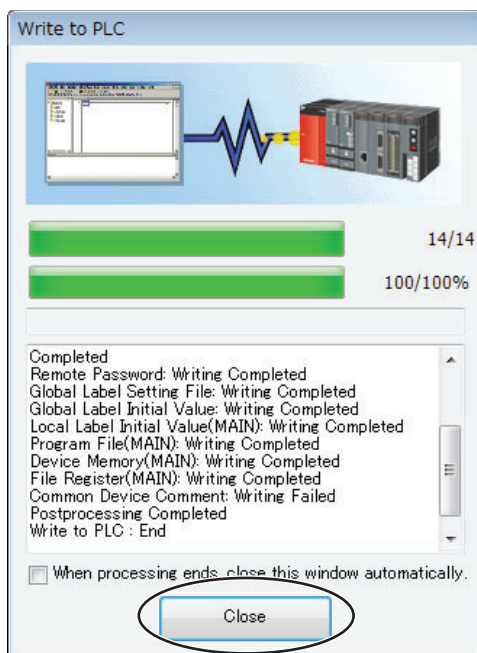 Write to PLC
14/14
100/100%
Completed
Remote Password: Writing Completed
Global Label Setting File: Writing Completed
Global Label Initial Value: Writing Completed
Local Label Initial Value(MAIN): Writing Completed
Program File(MAIN): Writing Completed
Device Memory(MAIN): Writing Completed
File Register(MAIN): Writing Completed
Common Device Comment: Writing Failed
Postprocessing Completed
Write to PLC : End
When processing ends, close this window automatically.
Close